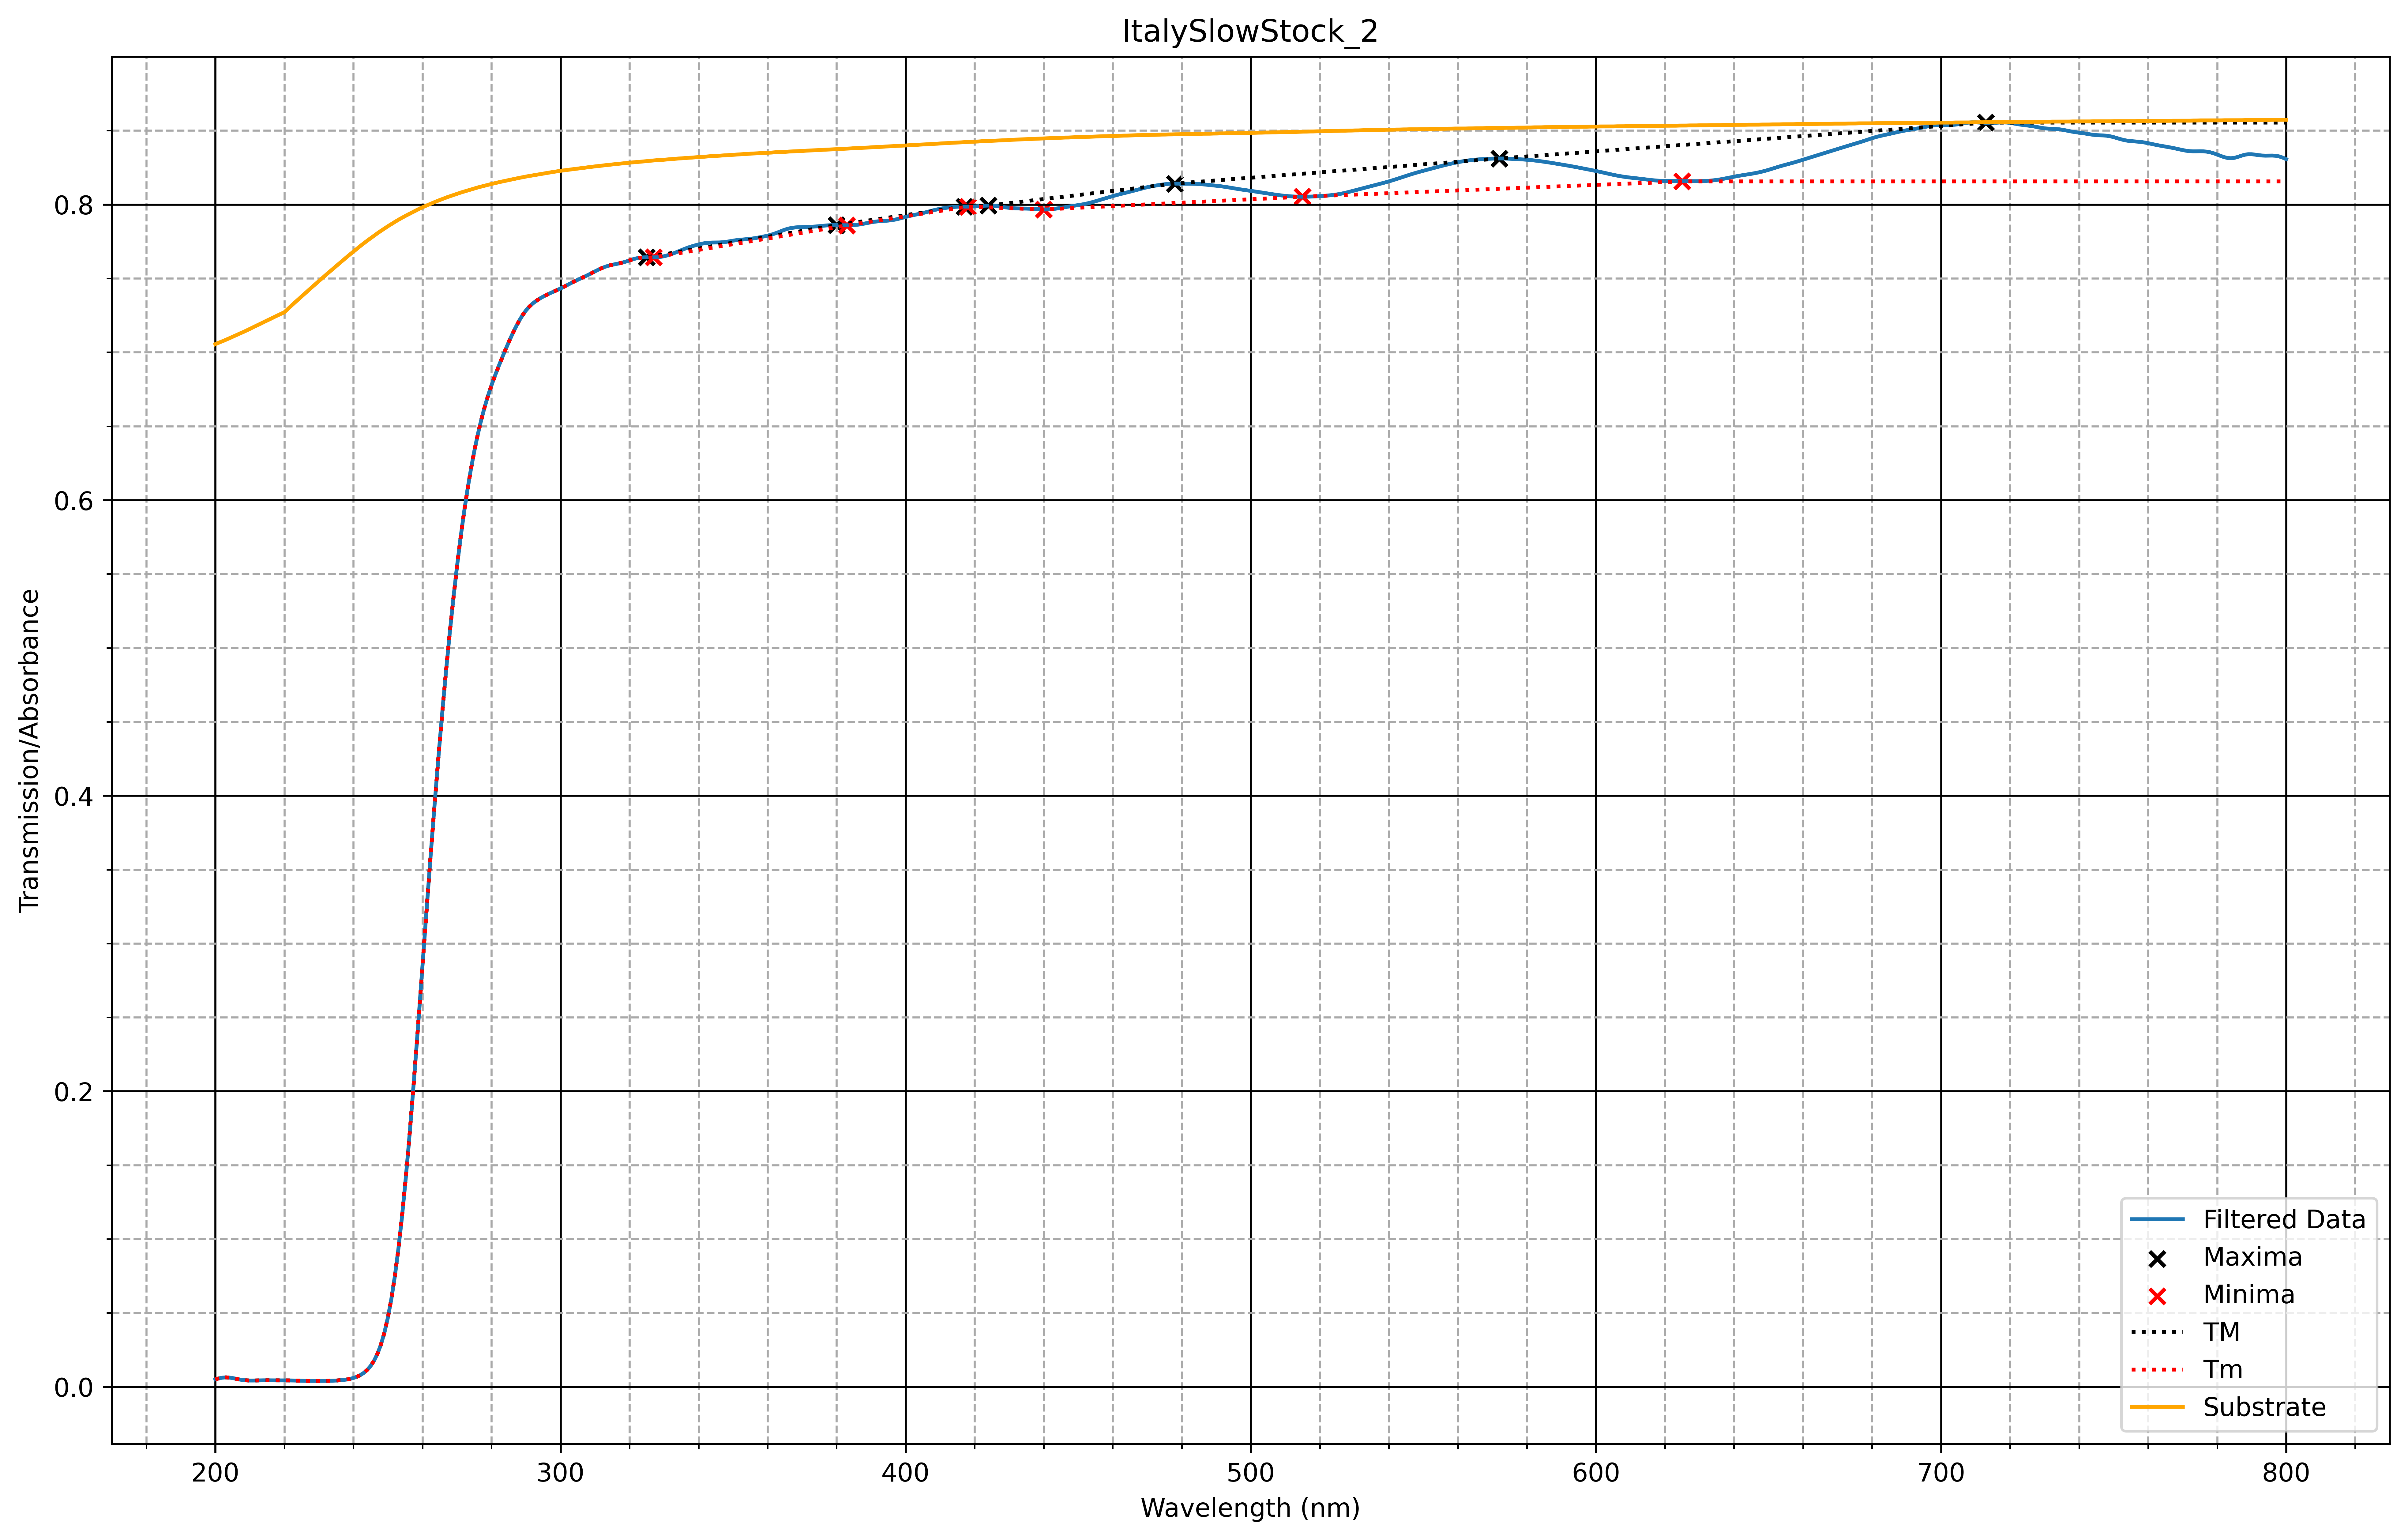 ItalySlowStock_2
Transmission/Absorbance
0.8
0.6
0.4
0.2
0.0
200 300 400 500 600 700 800
Wavelength (nm)
Filtered Data
Maxima
Minima
TM
Tm
Substrate